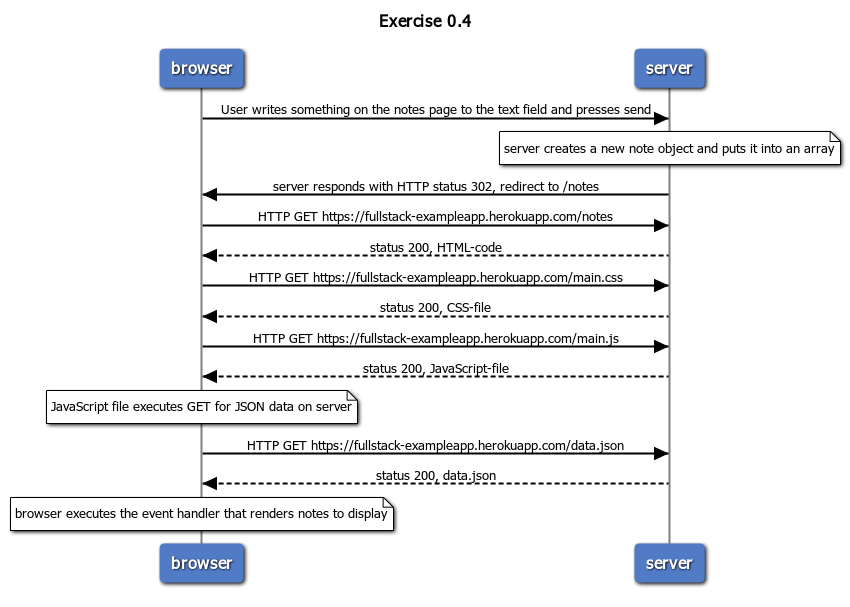 Exercise 0.4
browser
server
User writes something on the notes page to the text field and presses send
server creates a new note object and puts it into an array
server responds with HTTP status 302, redirect to /notes
HTTP GET https://fullstack-exampleapp.herokuapp.com/notes
status 200, HTML-code
HTTP GET https://fullstack-exampleapp.herokuapp.com/main.css
status 200, CSS-file
HTTP GET https://fullstack-exampleapp.herokuapp.com/main.js
status 200, JavaScript-file
JavaScript file executes GET for JSON data on server
HTTP GET https://fullstack-exampleapp.herokuapp.com/data.json
status 200, data.json
browser executes the event handler that renders notes to display
browser
server